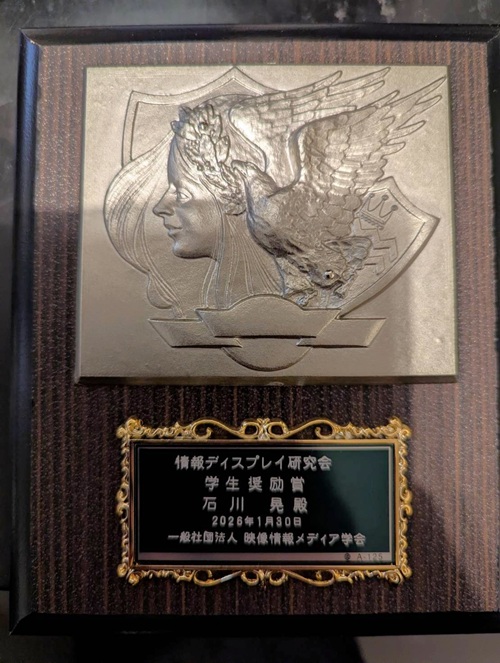 情報ディスプレイ研究会
学生奨励賞
石川 晃殿
2026年1月30日
一般社団法人 映像情報メディア学会
A-123